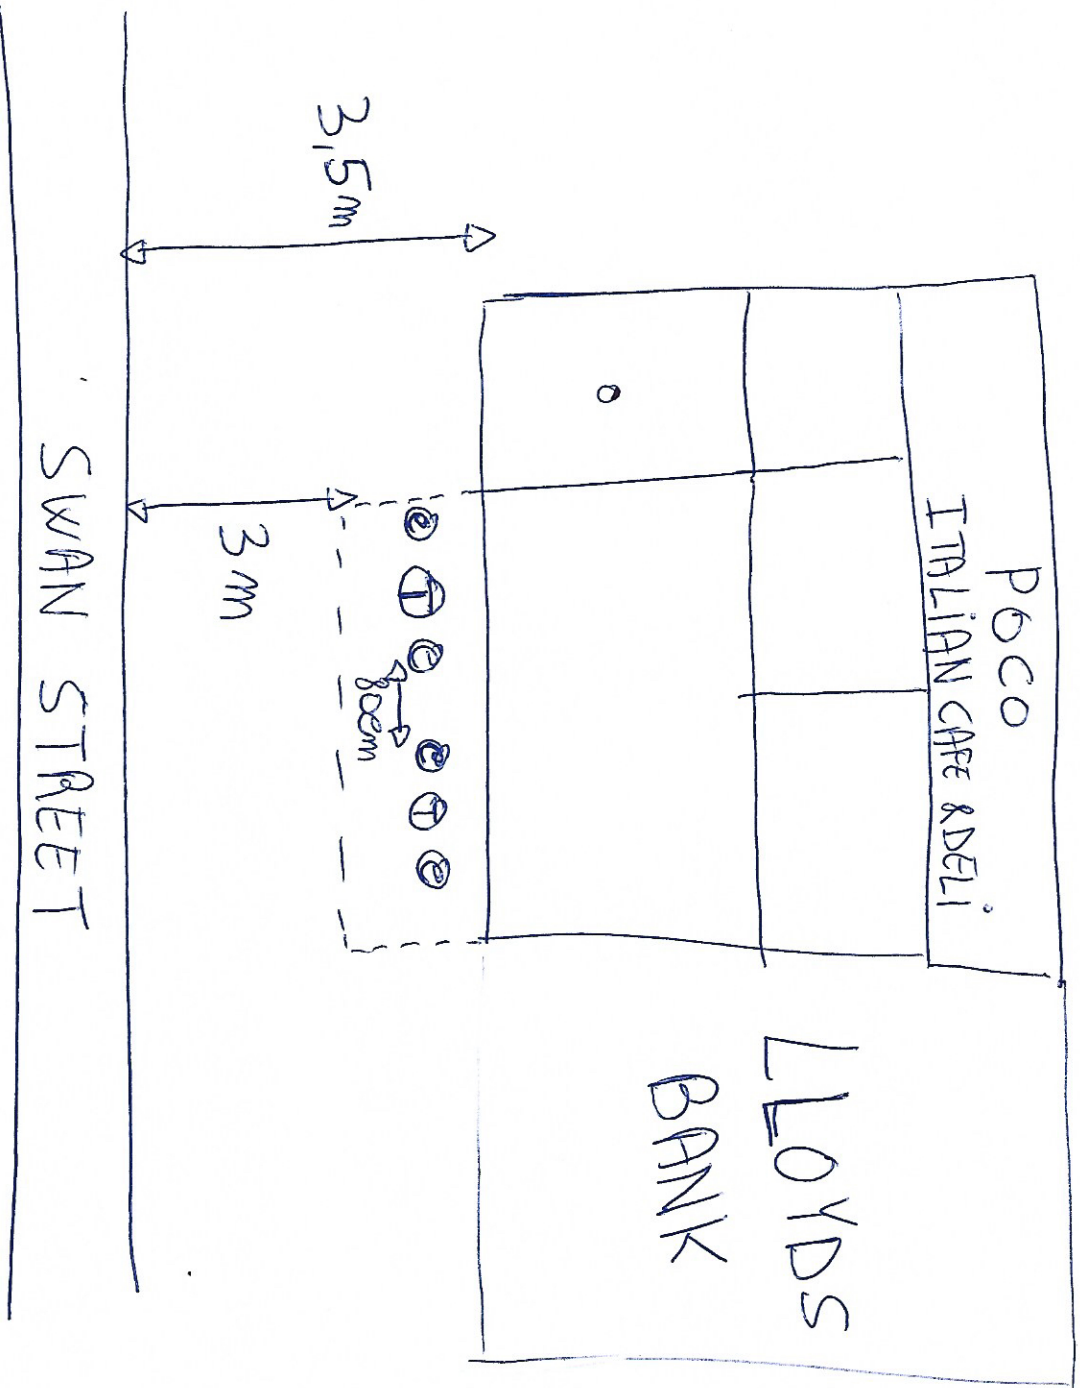 POCO
ITALIAN CAFE & DELI
LLOYDS
BANK
e
T
e
80cm
e
T
e
3,5m
3m
SWAN STREET